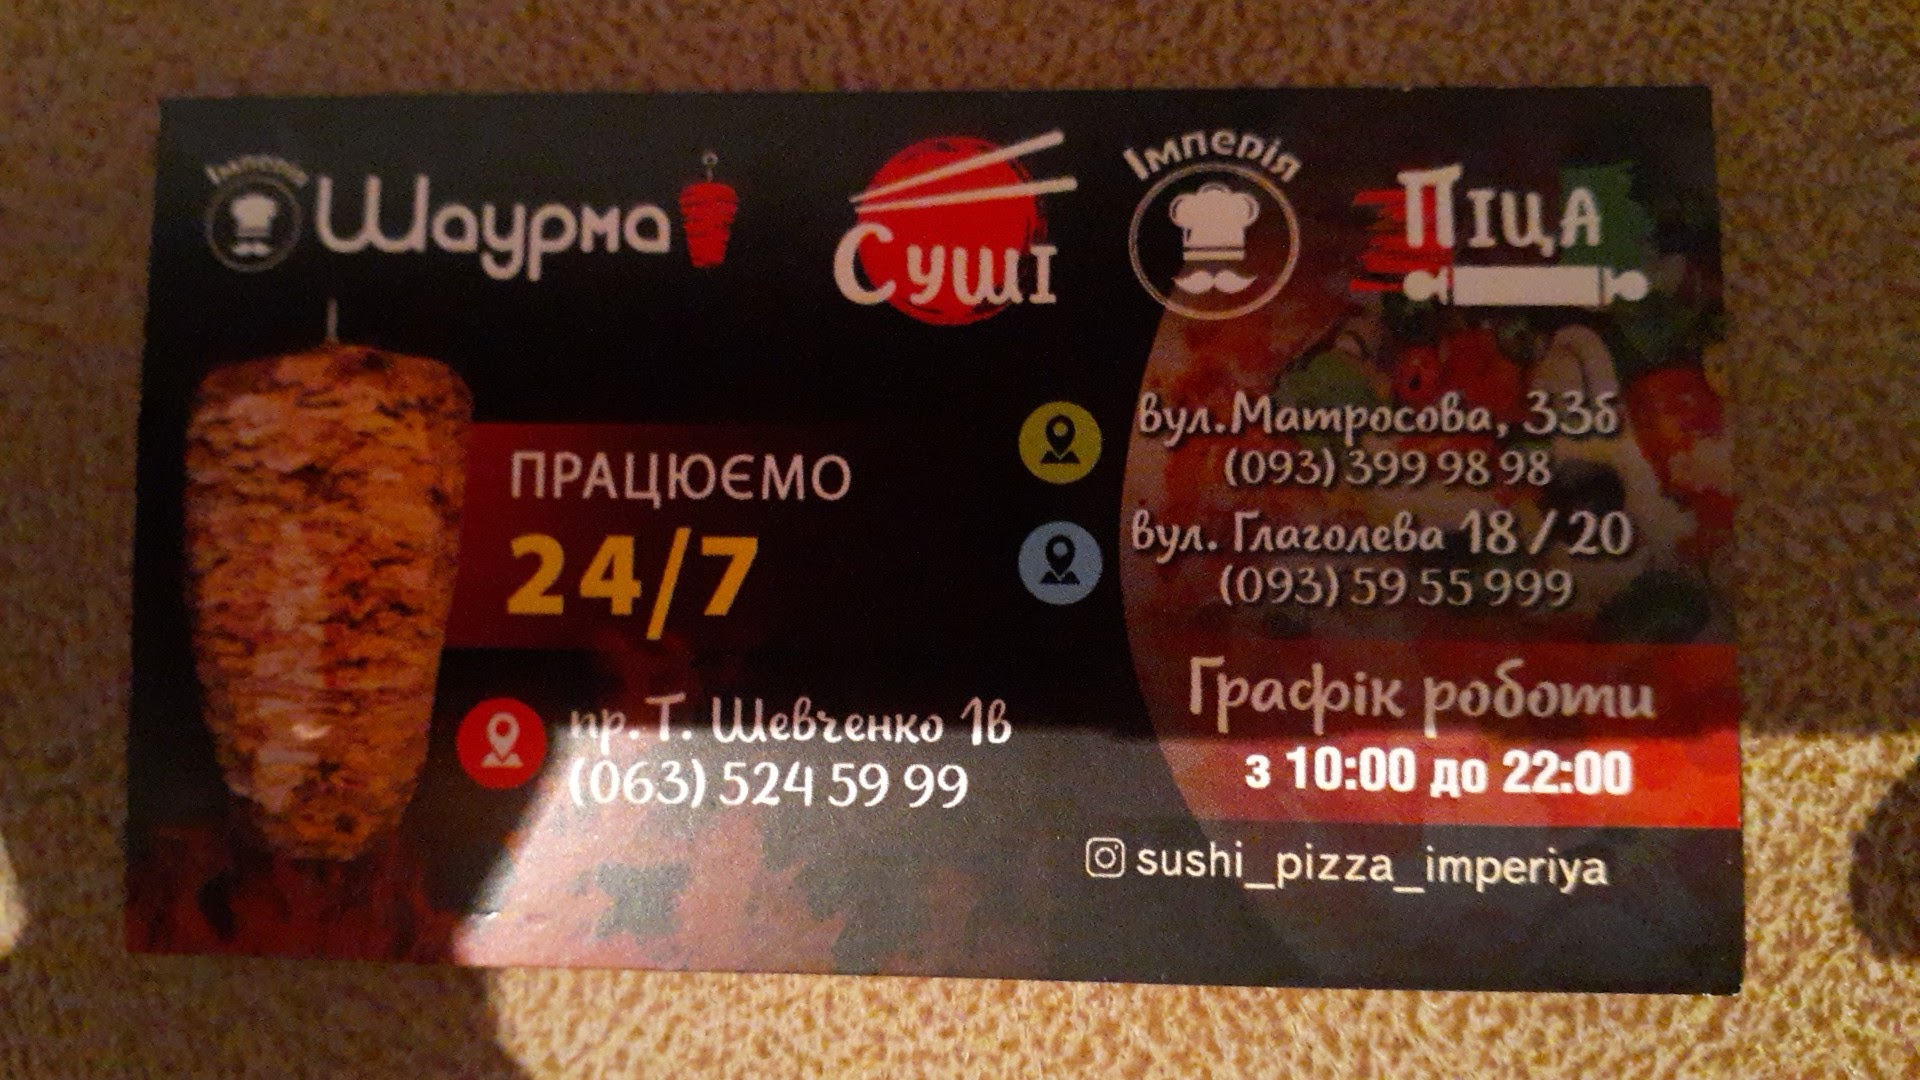 Імперія
Шаурма
Суші
Імперія
Піца
ПРАЦЮЄМО
24/7
пр. Т. Шевченко 1в
(063) 524 59 99
вул.Матросова, 33б
(093) 399 98 98
вул. Глаголева 18 / 20
(093) 59 55 999
Графік роботи
з 10:00 до 22:00
sushi_pizza_imperiya